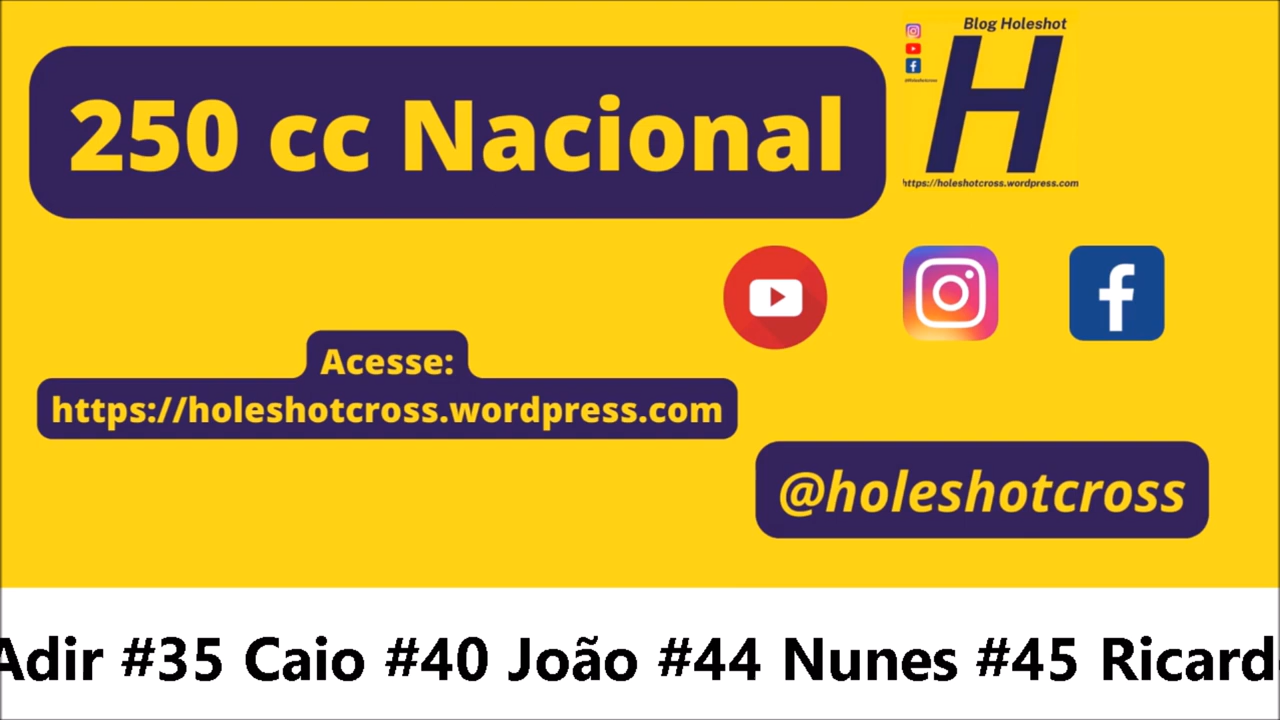 Blog Holeshot
H
https://holeshotcross.wordpress.com
250 cc Nacional
Acesse:
https://holeshotcross.wordpress.com
@holeshotcross
Adir #35 Caio #40 João #44 Nunes #45 Ricard